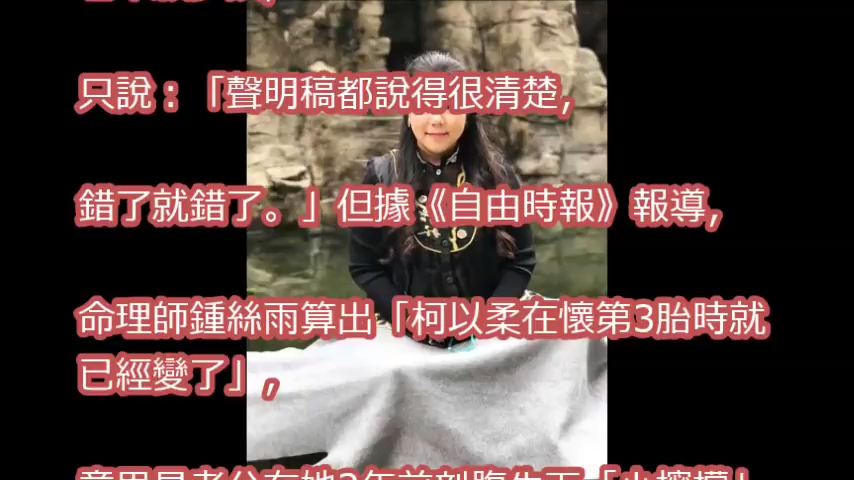 只說：「聲明稿都說得很清楚，
錯了就錯了。」但據《自由時報》報導，
命理師鍾絲雨算出「柯以柔在懷第3胎時就
已經變了」，